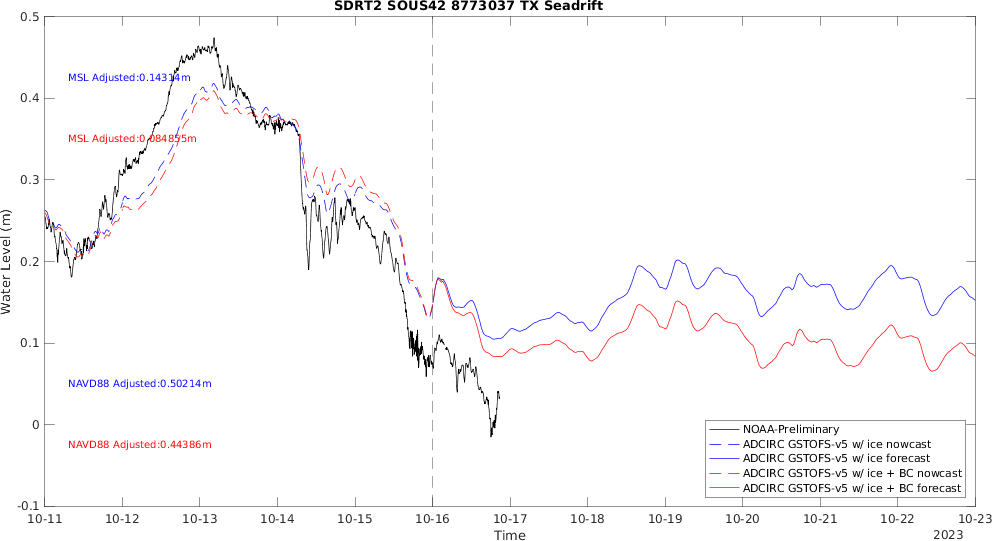 SDRT2 SOUS42 8773037 TX Seadrift
0.5
0.4
0.3
0.2
0.1
0
-0.1
Water Level (m)
MSL Adjusted:0.14314m
MSL Adjusted:0.084855m
NAVD88 Adjusted:0.50214m
NAVD88 Adjusted:0.44386m
NOAA-Preliminary
ADCIRC GSTOFS-v5 w/ ice nowcast
ADCIRC GSTOFS-v5 w/ ice forecast
ADCIRC GSTOFS-v5 w/ ice + BC nowcast
ADCIRC GSTOFS-v5 w/ ice + BC forecast
10-11 10-12 10-13 10-14 10-15 10-16 10-17 10-18 10-19 10-20 10-21 10-22 10-23
Time
2023